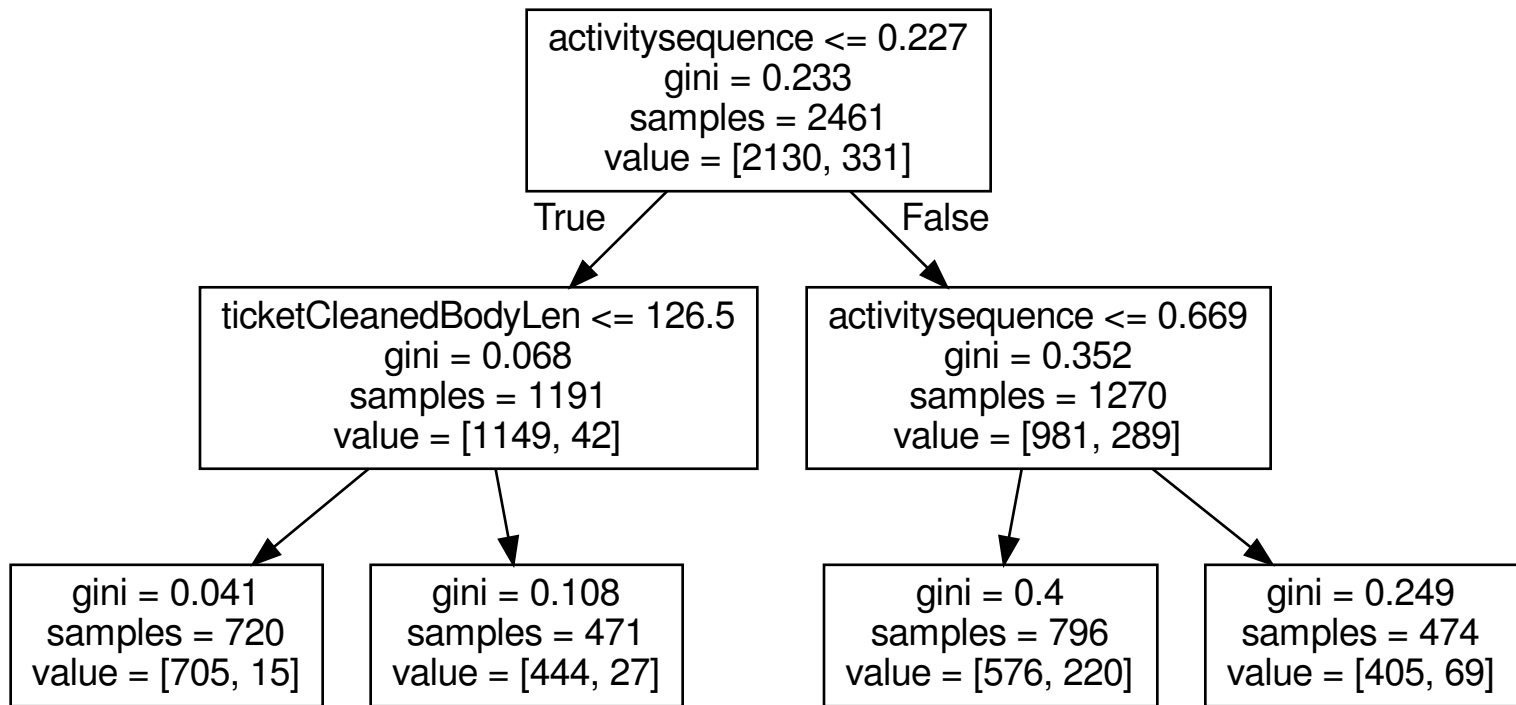 activitysequence <= 0.227
gini = 0.233
samples = 2461
value = [2130, 331]
True
False
ticketCleanedBodyLen <= 126.5
gini = 0.068
samples = 1191
value = [1149, 42]
activitysequence <= 0.669
gini = 0.352
samples = 1270
value = [981, 289]
gini = 0.041
samples = 720
value = [705, 15]
gini = 0.108
samples = 471
value = [444, 27]
gini = 0.4
samples = 796
value = [576, 220]
gini = 0.249
samples = 474
value = [405, 69]